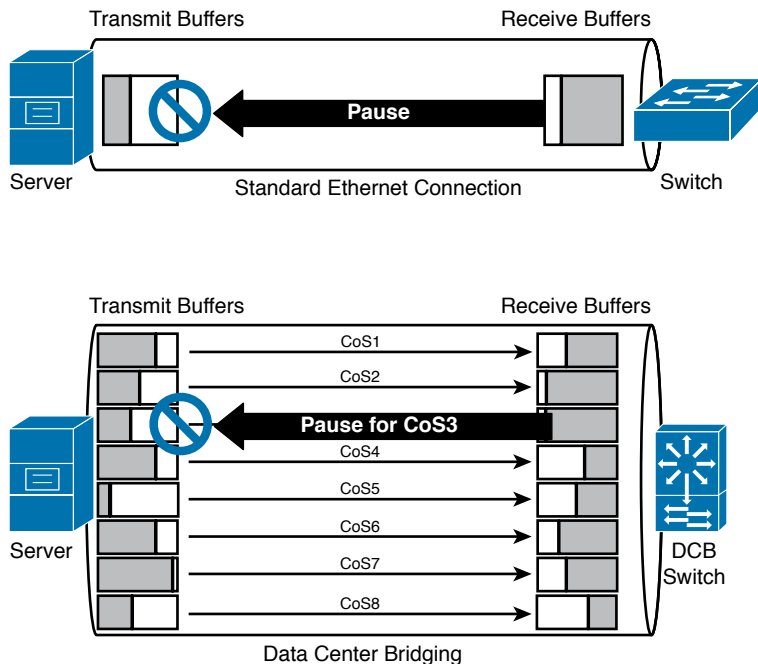 Transmit Buffers
Receive Buffers
Pause
Server
Standard Ethernet Connection
Switch
Transmit Buffers
Receive Buffers
CoS1
CoS2
Pause for CoS3
CoS4
CoS5
CoS6
CoS7
CoS8
Server
DCB
Switch
Data Center Bridging